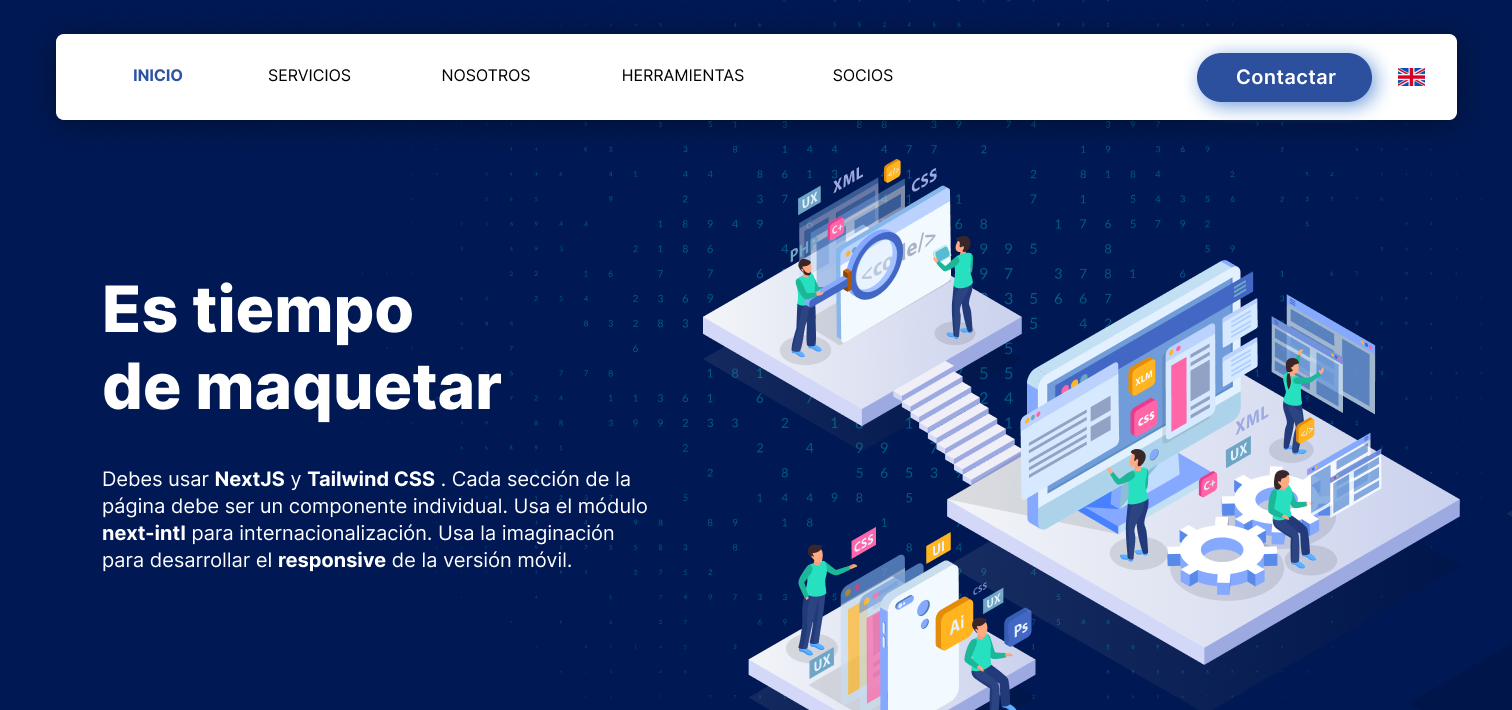 INICIO
SERVICIOS
NOSOTROS
HERRAMIENTAS
SOCIOS
Contactar
Es tiempo
de maquetar
Debes usar NextJS y Tailwind CSS . Cada sección de la
página debe ser un componente individual. Usa el módulo
next-intl para internacionalización. Usa la imaginación
para desarrollar el responsive de la versión móvil.
UX
XML
</>
CSS
C+
PH
<code/>
XLM
CSS
XML
UX
</>
C+
CSS
UI
CSS
UX
Ai
Ps
UX